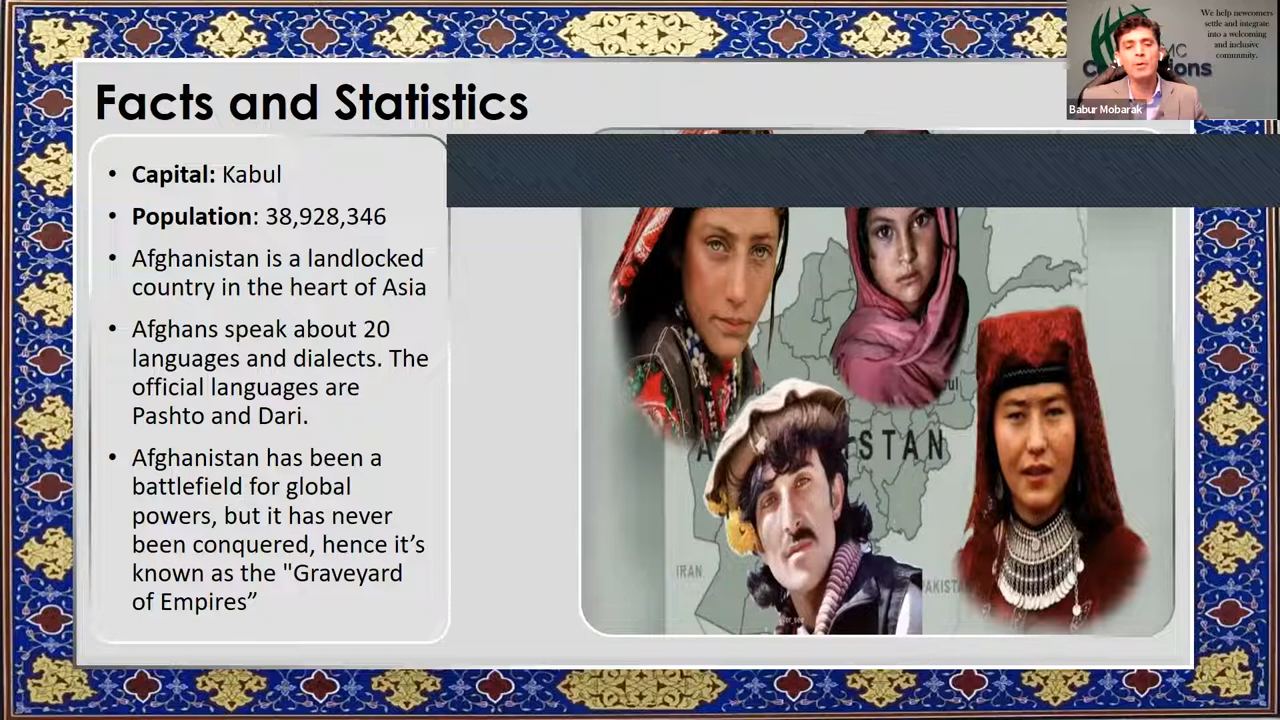 We help newcomers
settle and integrate
into a welcoming
and inclusive
community.
MC
Babur Mobarak
Facts and Statistics
• Capital: Kabul
• Population: 38,928,346
• Afghanistan is a landlocked
country in the heart of Asia
• Afghans speak about 20
languages and dialects. The
official languages are
Pashto and Dari.
• Afghanistan has been a
battlefield for global
powers, but it has never
been conquered, hence it’s
known as the "Graveyard
of Empires”
STAN
IRAN
PAKISTAN